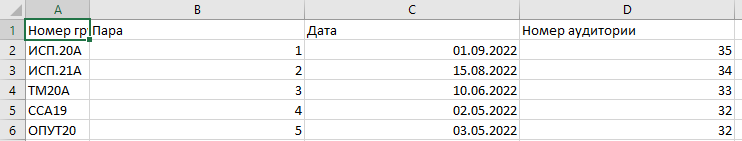 A B C D
1 Номер гр Пара Дата Номер аудитории
2 ИСП.20А 1 01.09.2022 35
3 ИСП.21А 2 15.08.2022 34
4 ТМ20А 3 10.06.2022 33
5 ССА19 4 02.05.2022 32
6 ОПУТ20 5 03.05.2022 32